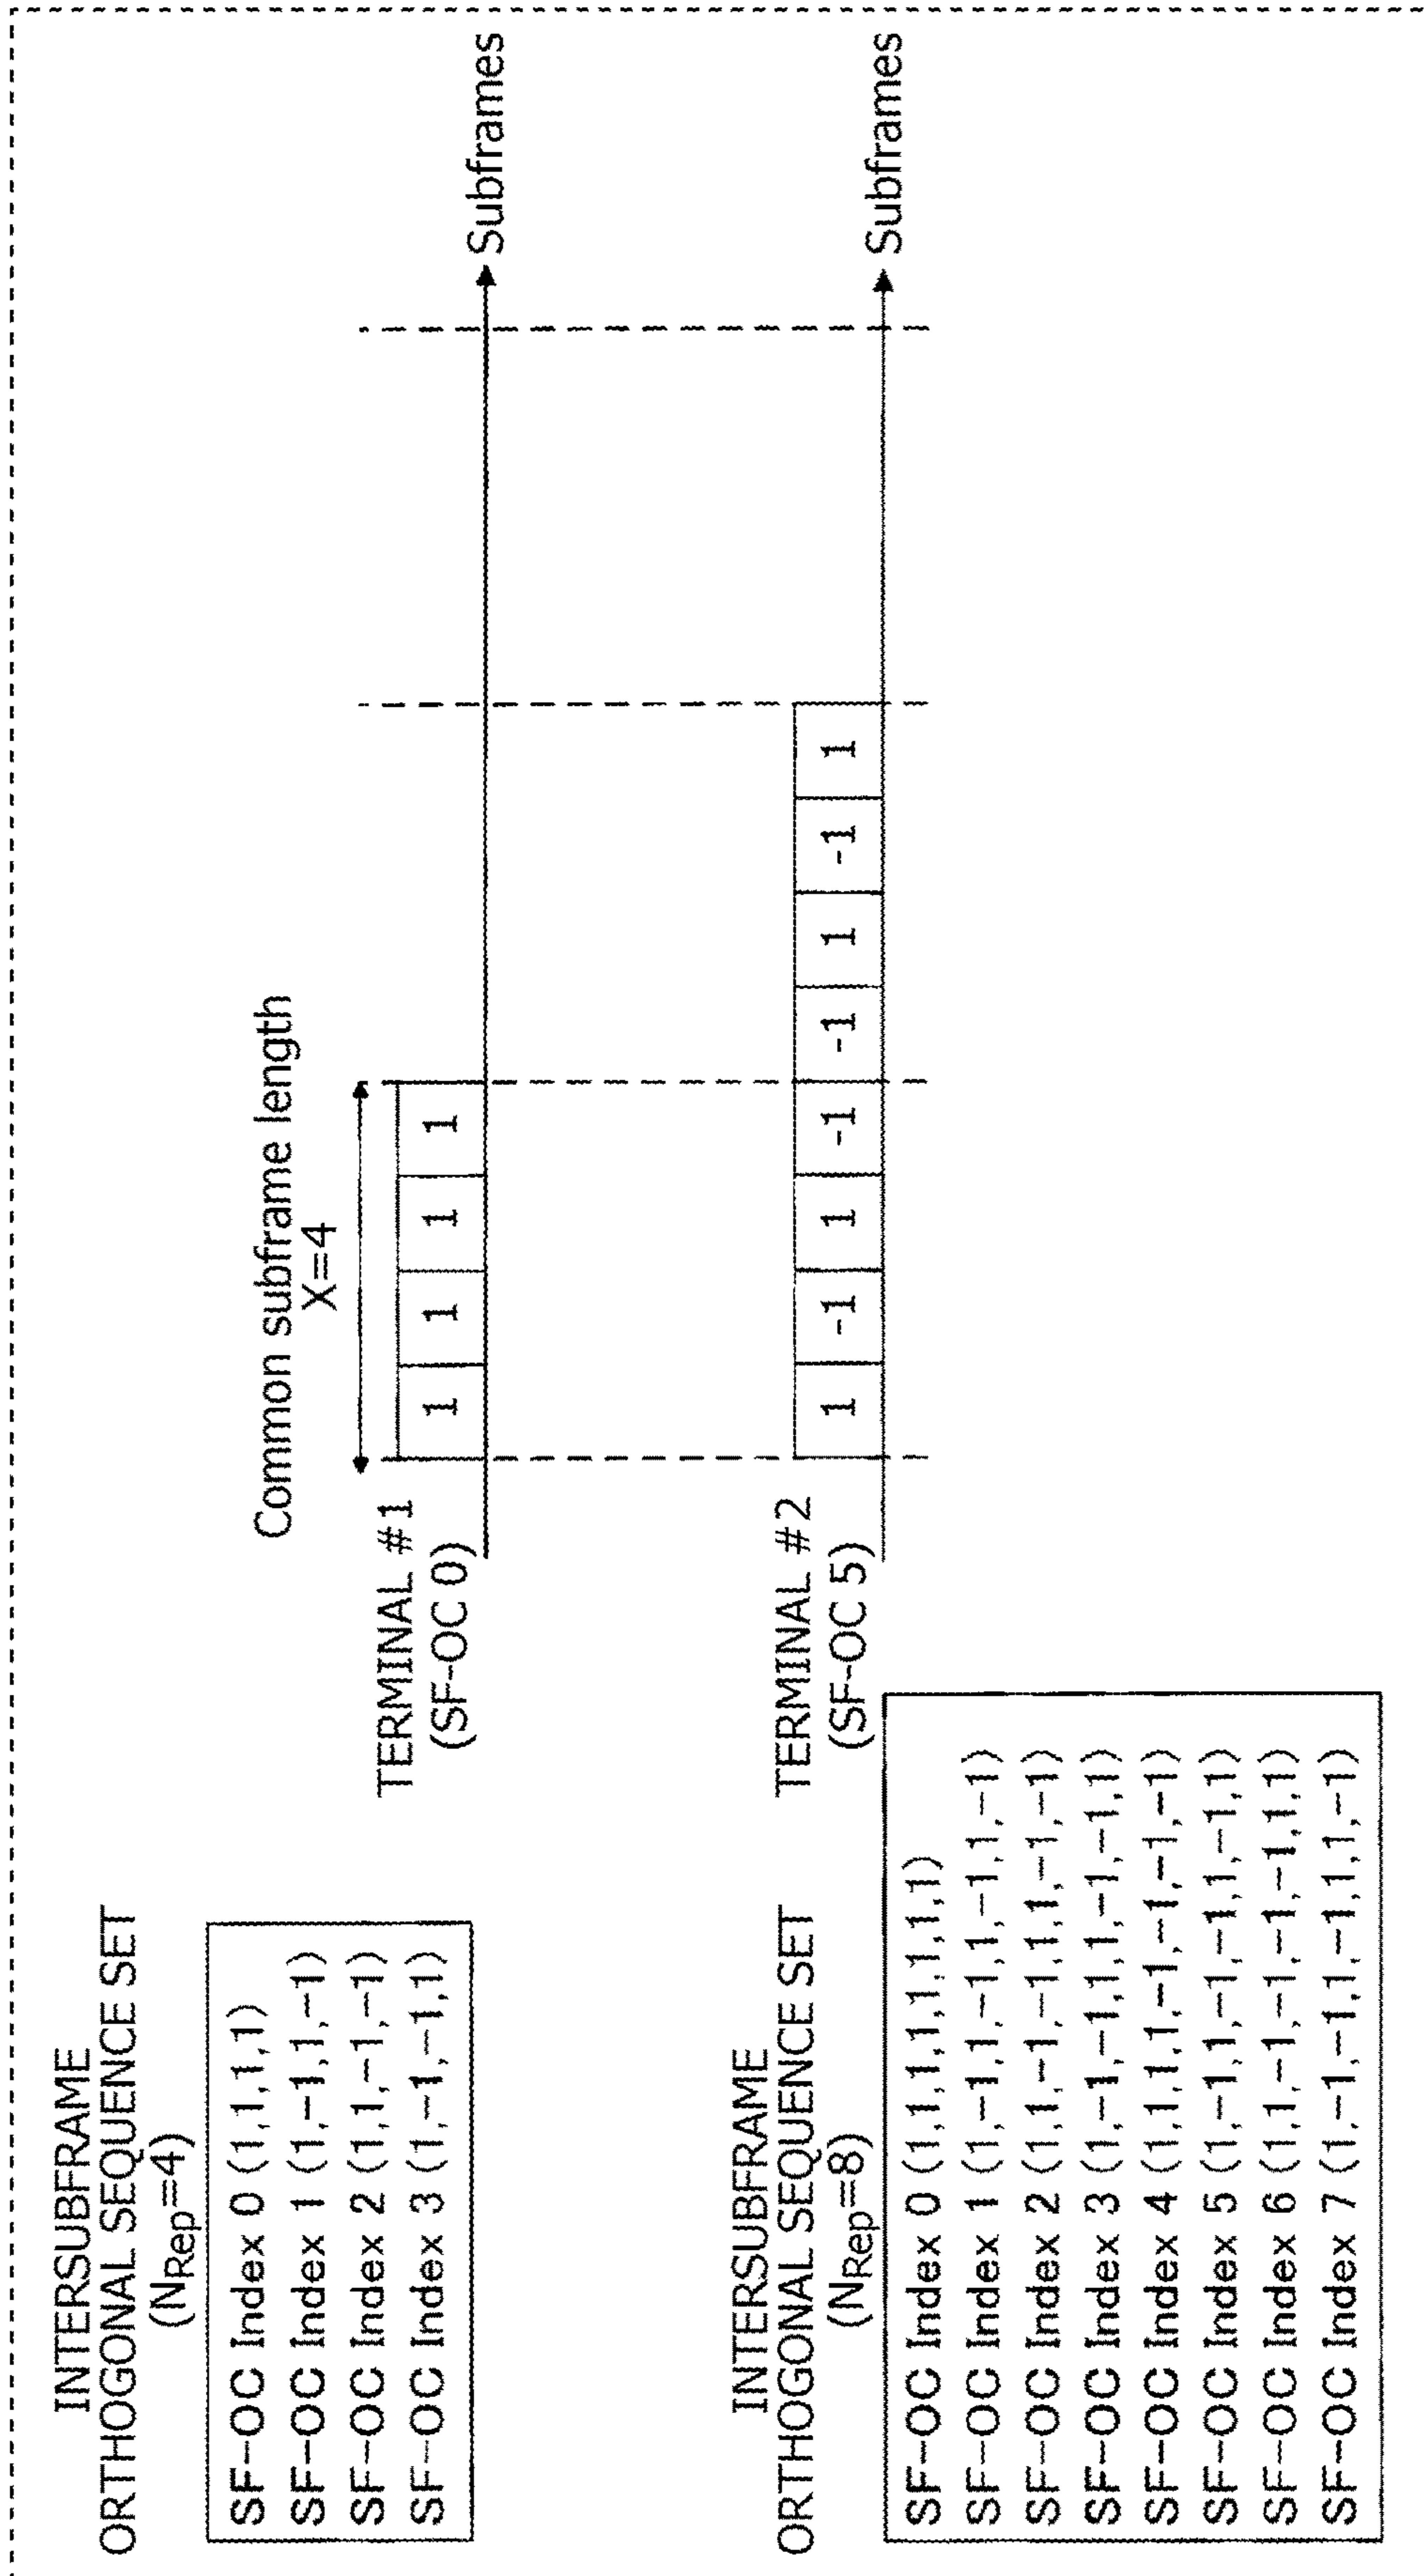 INTERSUBFRAME
ORTHOGONAL SEQUENCE SET
(NRep=4)
SF-OC Index 0 (1,1,1,1)
SF-OC Index 1 (1,-1,1,-1)
SF-OC Index 2 (1,1,-1,-1)
SF-OC Index 3 (1,-1,-1,1)
Common subframe length
X=4
TERMINAL #1
(SF-OC 0)
1 1 1 1
Subframes
INTERSUBFRAME
ORTHOGONAL SEQUENCE SET
(NRep=8)
SF-OC Index 0 (1,1,1,1,1,1,1,1)
SF-OC Index 1 (1,-1,1,-1,1,-1,1,-1)
SF-OC Index 2 (1,1,-1,-1,1,1,-1,-1)
SF-OC Index 3 (1,-1,-1,1,1,-1,-1,1)
SF-OC Index 4 (1,1,1,1,-1,-1,-1,-1)
SF-OC Index 5 (1,-1,1,-1,-1,1,-1,1)
SF-OC Index 6 (1,1,-1,-1,-1,-1,1,1)
SF-OC Index 7 (1,-1,-1,1,-1,1,1,-1)
TERMINAL #2
(SF-OC 5)
1 -1 1 -1 -1 1 -1 1
Subframes